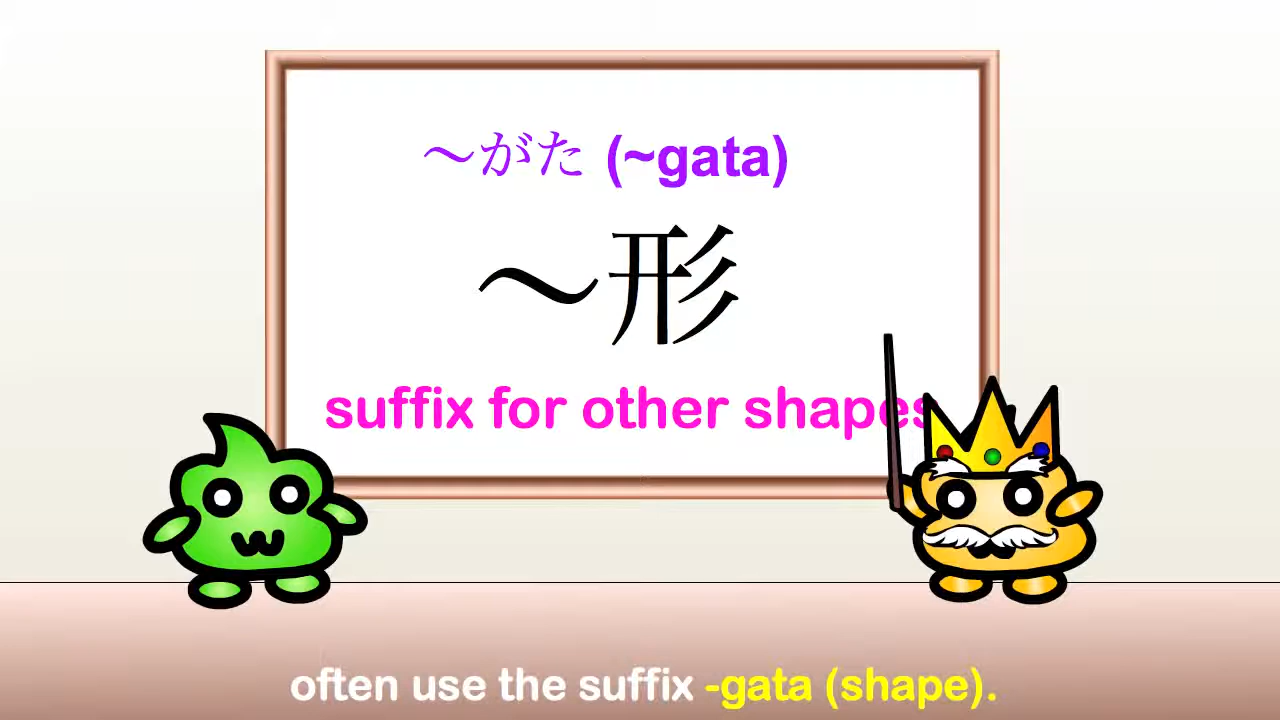 ～がた (~gata)
～形
suffix for other shapes
often use the suffix -gata (shape).